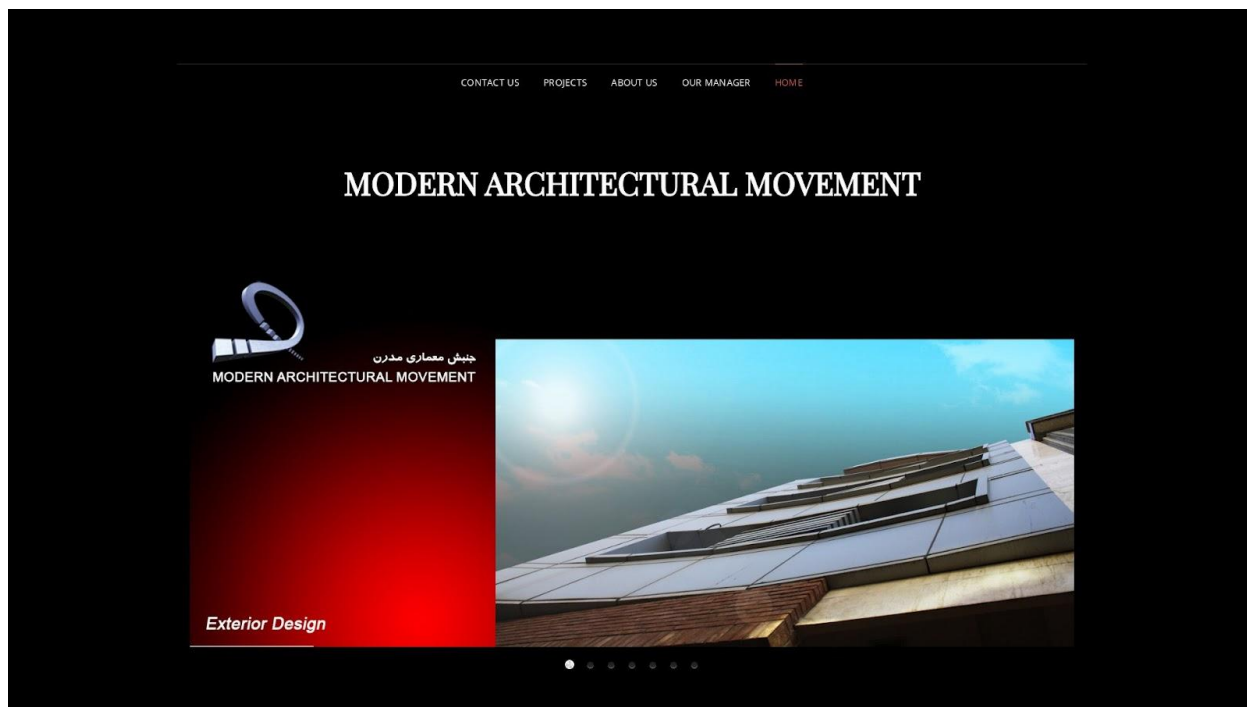 CONTACT US PROJECTS ABOUT US OUR MANAGER HOME
MODERN ARCHITECTURAL MOVEMENT
جنبش معماری مدرن
MODERN ARCHITECTURAL MOVEMENT
Exterior Design